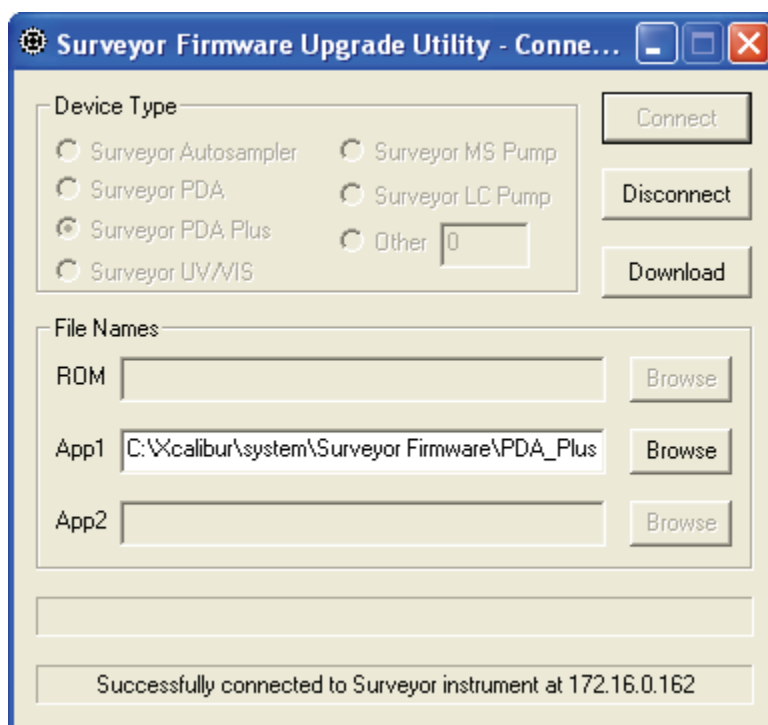 Surveyor Firmware Upgrade Utility - Conne...
Device Type
Surveyor Autosampler
Surveyor PDA
Surveyor PDA Plus
Surveyor UV/VIS
Surveyor MS Pump
Surveyor LC Pump
Other 0
Connect
Disconnect
Download
File Names
ROM Browse
App1 C:\Xcalibur\system\Surveyor Firmware\PDA_Plus Browse
App2 Browse
Successfully connected to Surveyor instrument at 172.16.0.162